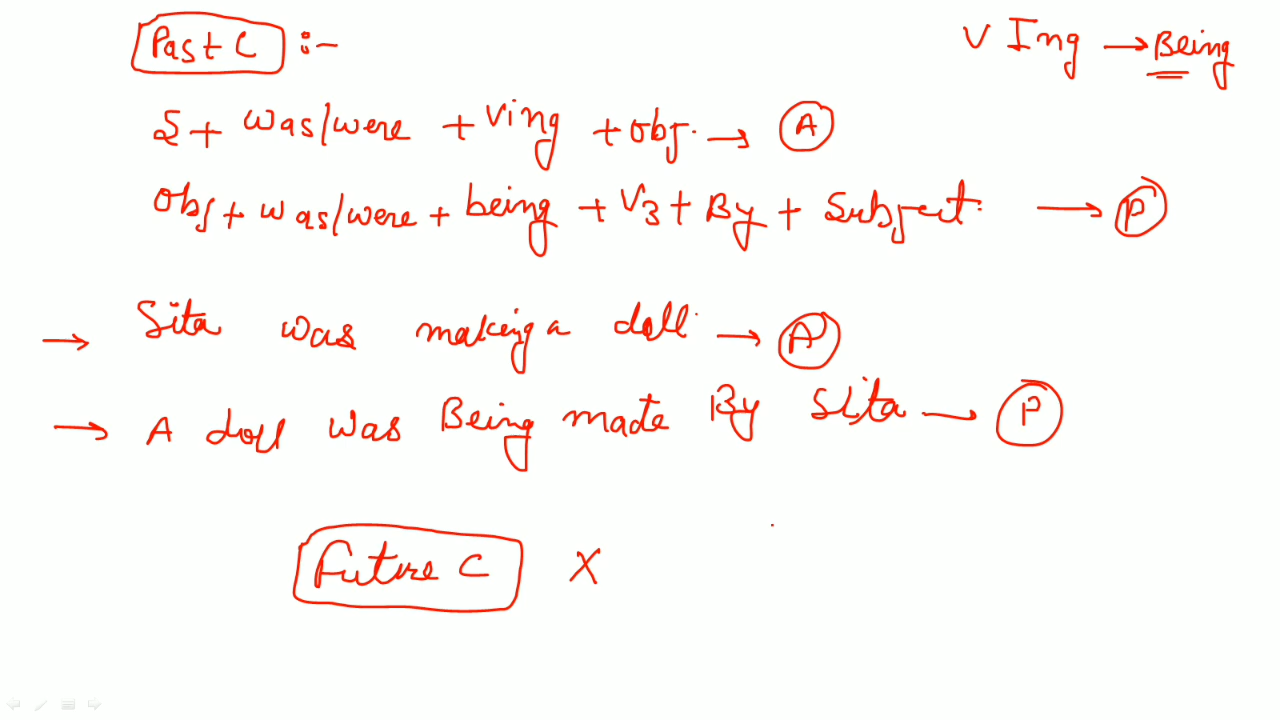 Past C :-
V Ing → Being
S + was/were + Ving + obj. → A
Obj + was/were + being + V3 + By + Subject. → P
→ Sita was making a doll. → A
→ A doll was Being made By Sita → P
Future C X